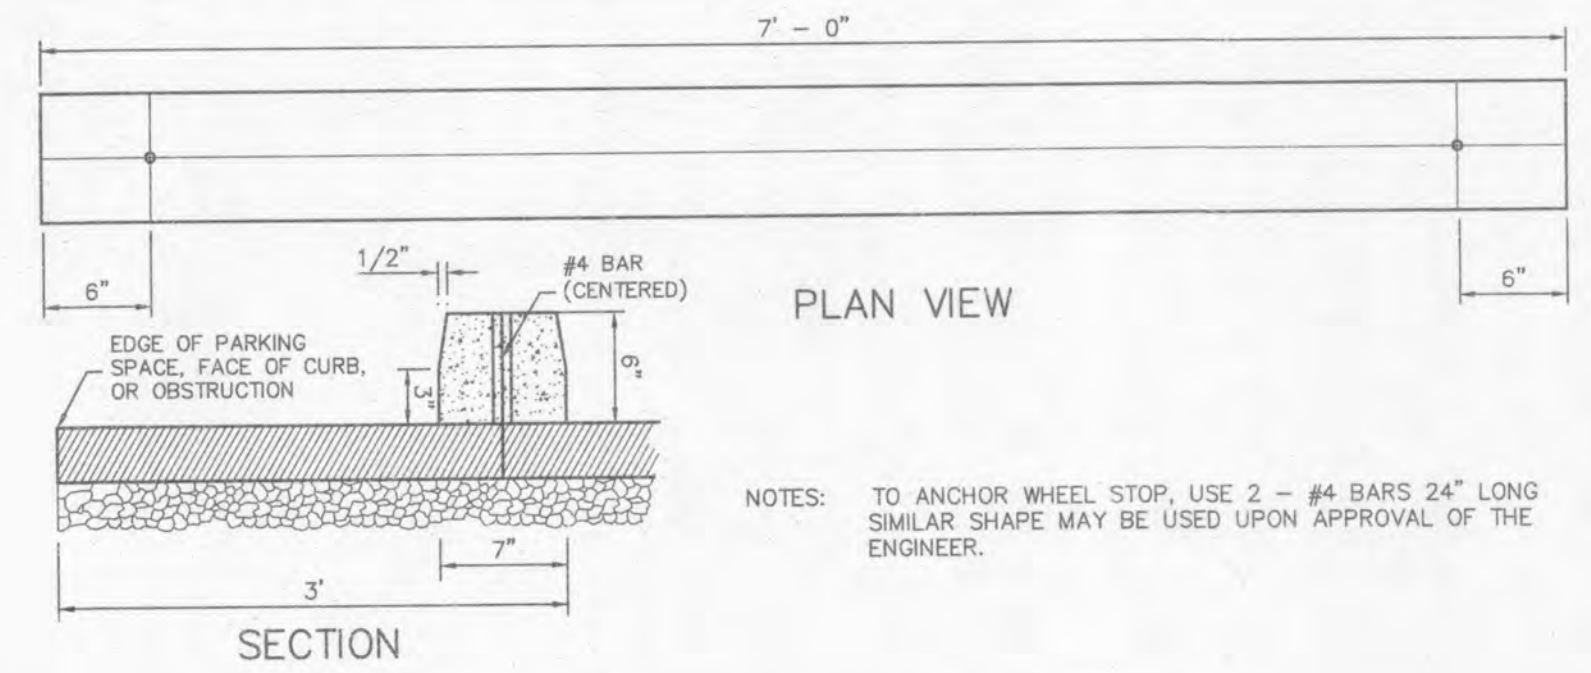 7' – 0"
1/2"
#4 BAR
(CENTERED)
6"
PLAN VIEW
6"
EDGE OF PARKING
SPACE, FACE OF CURB,
OR OBSTRUCTION
3"
6"
NOTES: TO ANCHOR WHEEL STOP, USE 2 – #4 BARS 24" LONG
SIMILAR SHAPE MAY BE USED UPON APPROVAL OF THE
ENGINEER.
7"
3'
SECTION